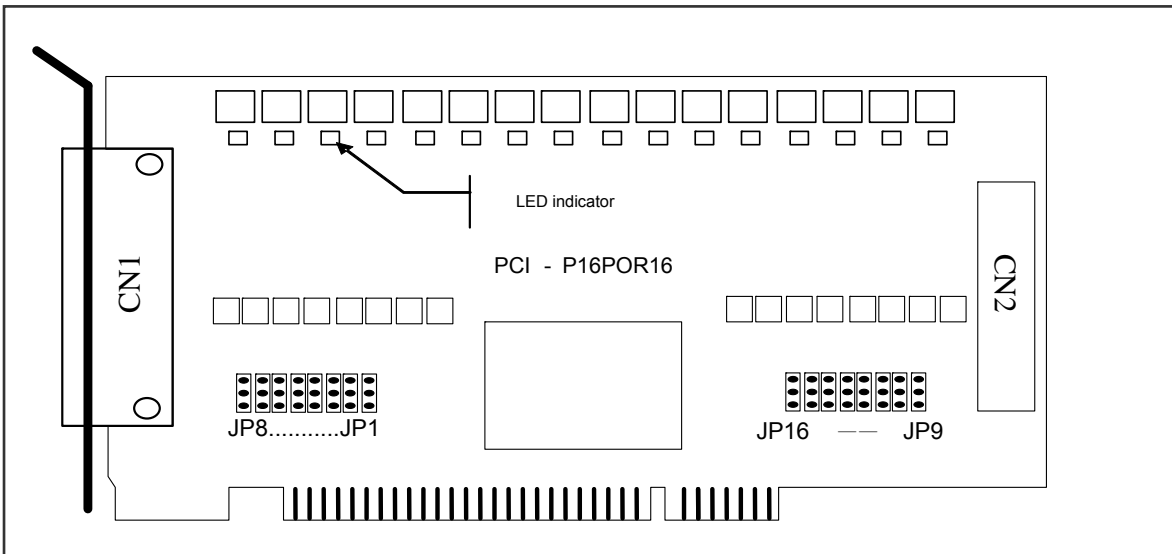 LED indicator
PCI - P16POR16
CN1
CN2
JP8...........JP1
JP16 —— JP9